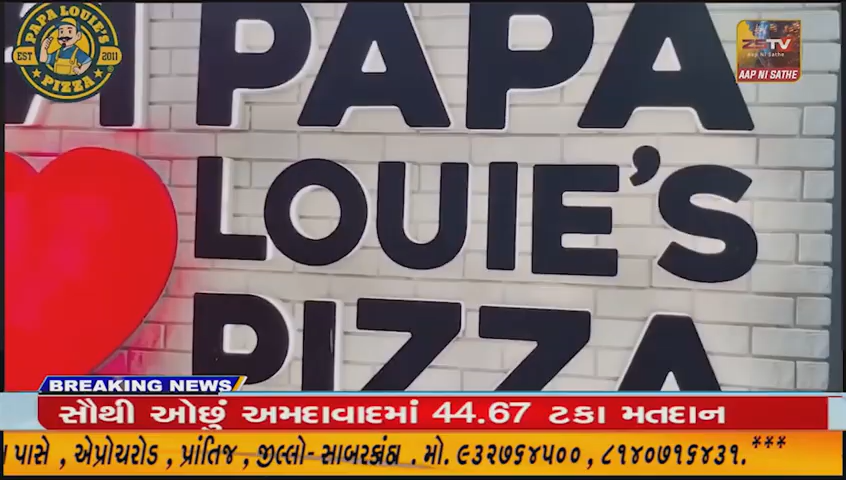 PAPA LOUIE'S
EST 2011
PIZZA
ZSTV
Aap Ni Sathe
AAP NI SATHE
A PAPA
LOUIE'S
PIZZA
BREAKING NEWS
સૌથી ઓછું અમદાવાદમાં 44.67 ટકા મતદાન
પાસે , એપ્રોચરોડ , પ્રાંતિજ , જીલ્લો- સાબરકાંઠા . મો. ૯૩૨૭૬૪૫૦૦ , ૮૧૪૦૭૧૬૪૩૧.***